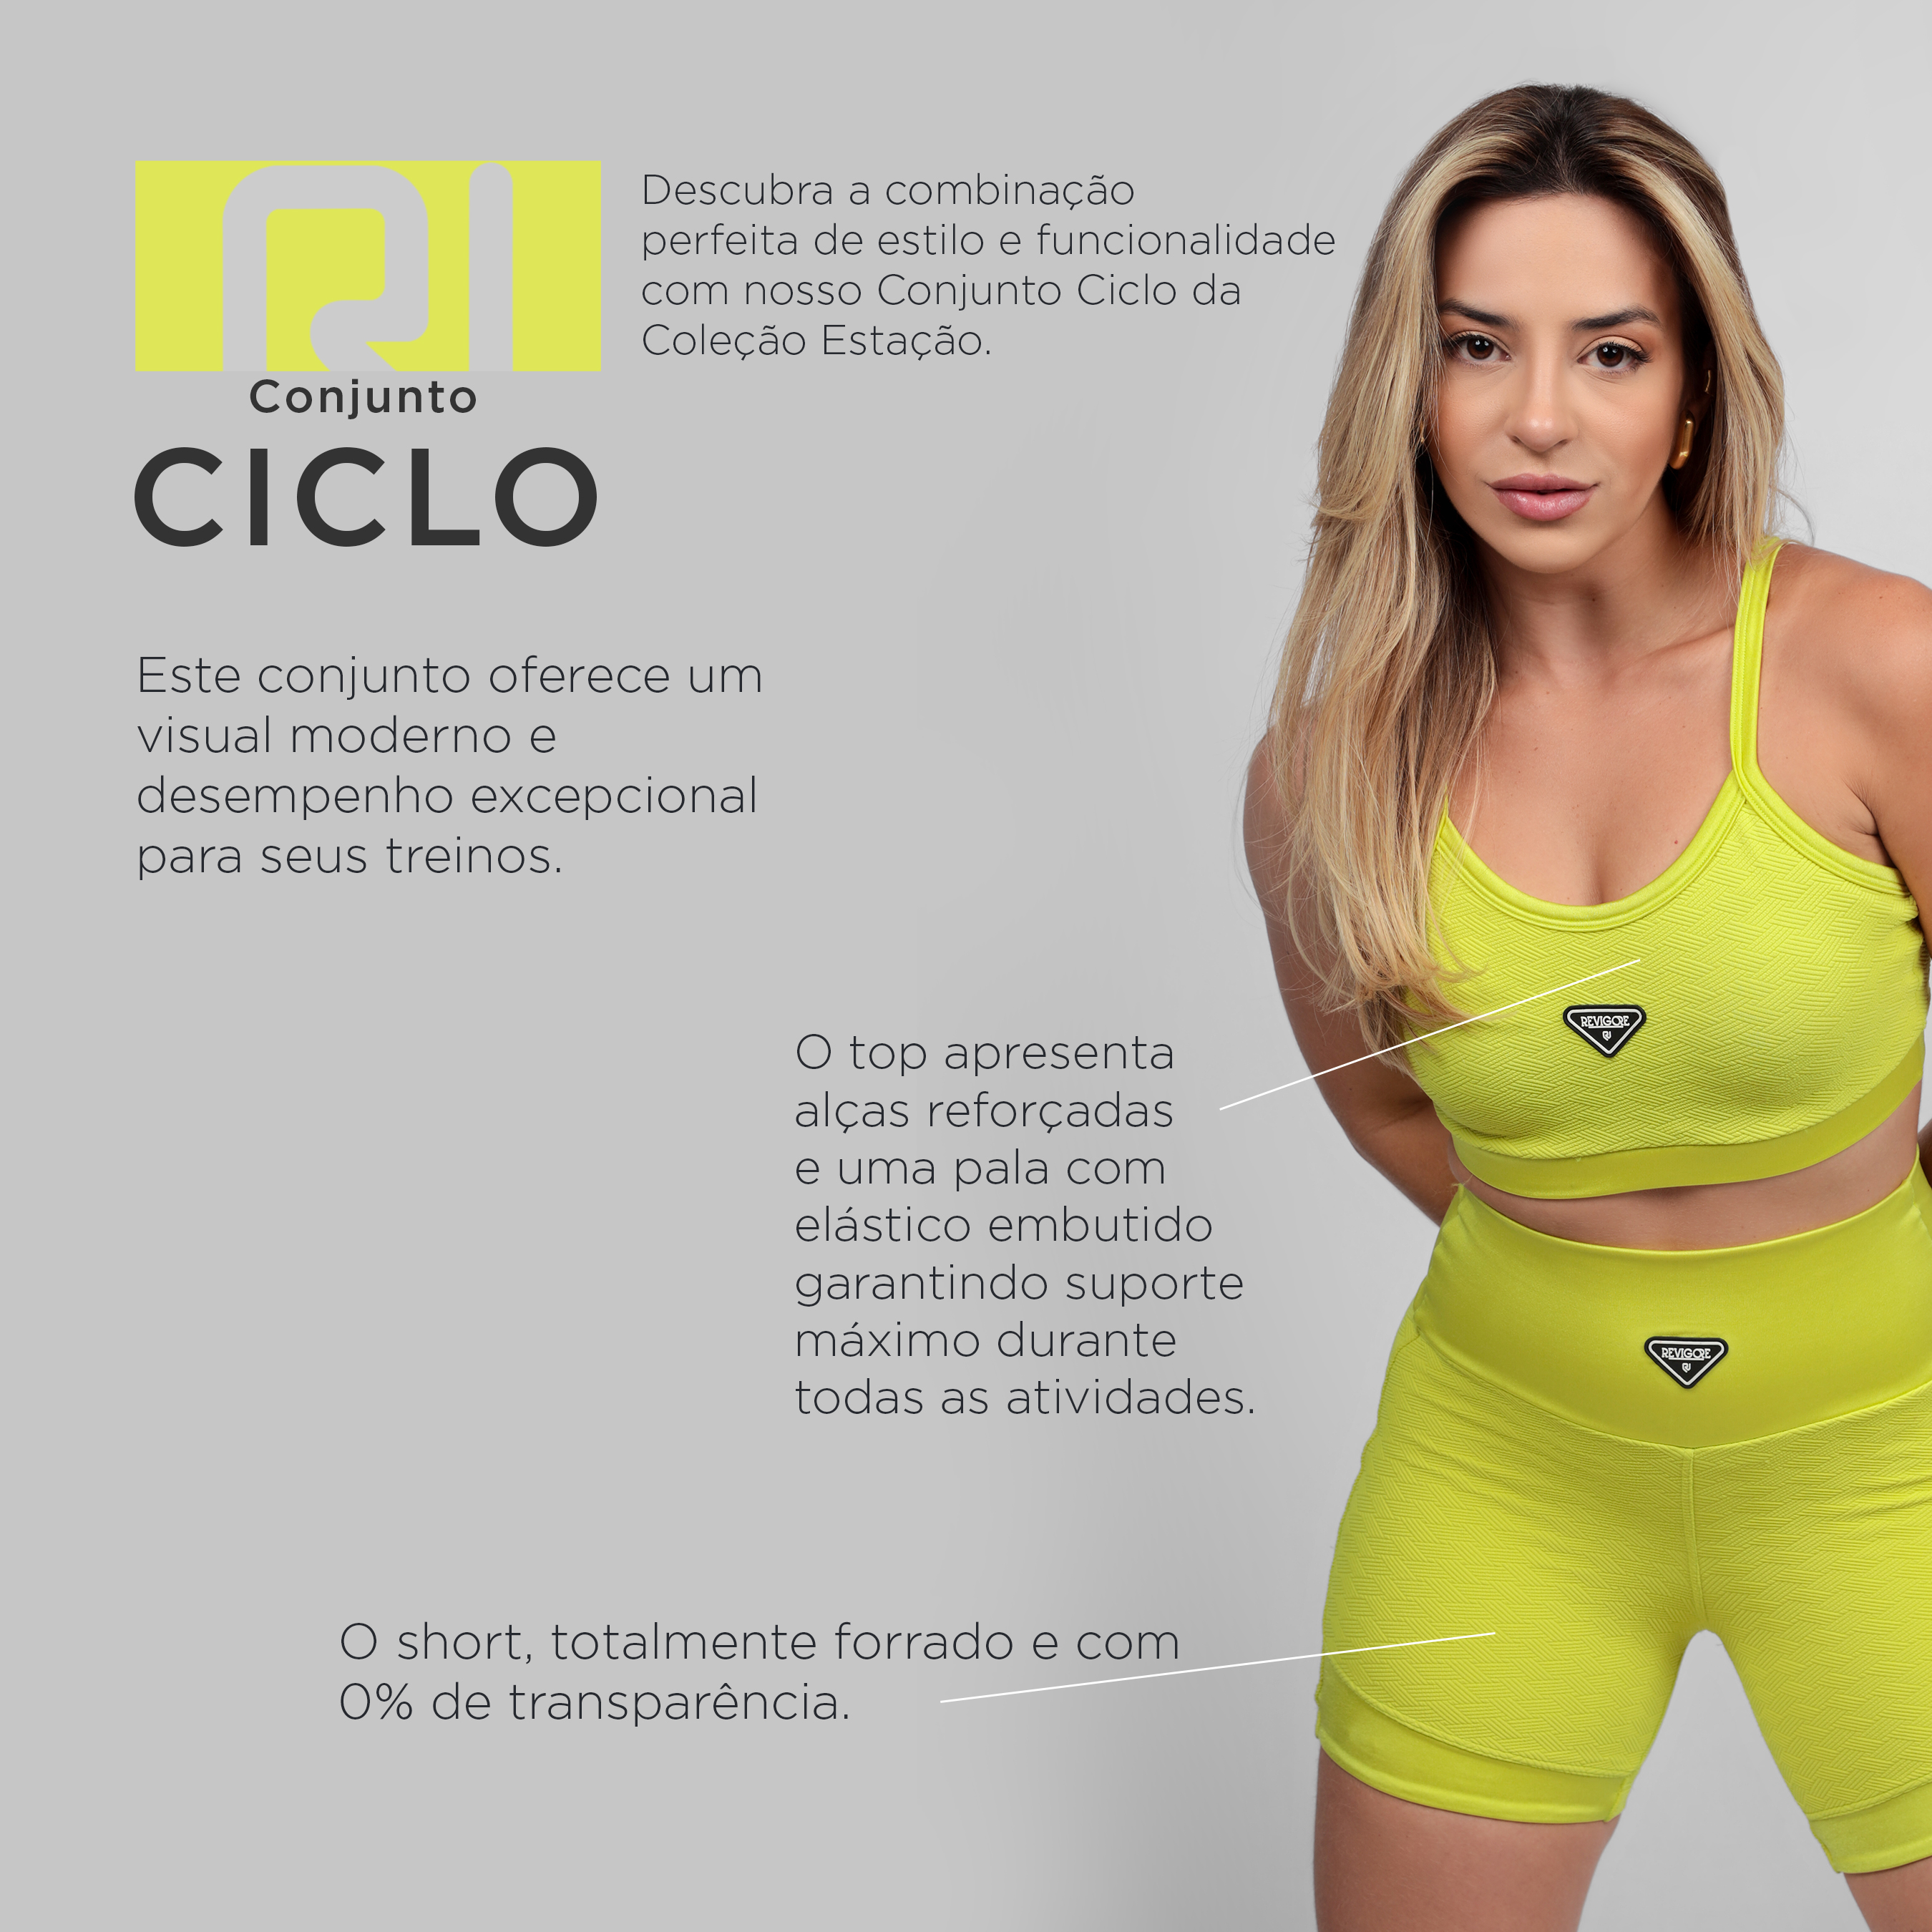 RI
Conjunto
CICLO
Descubra a combinação
perfeita de estilo e funcionalidade
com nosso Conjunto Ciclo da
Coleção Estação.
Este conjunto oferece um
visual moderno e
desempenho excepcional
para seus treinos.
O top apresenta
alças reforçadas
e uma pala com
elástico embutido
garantindo suporte
máximo durante
todas as atividades.
REVIGORE
REVIGORE
O short, totalmente forrado e com
0% de transparência.